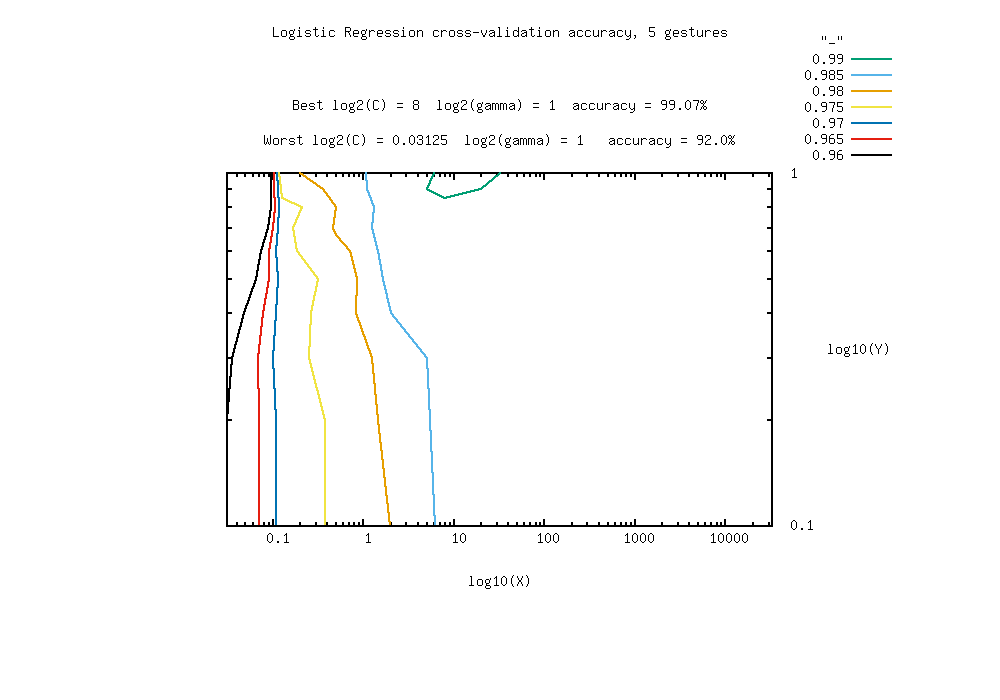 Logistic Regression cross-validation accuracy, 5 gestures
"_"
0.99
0.985
0.98
0.975
0.97
0.965
0.96
Best log2(C) = 8  log2(gamma) = 1  accuracy = 99.07%
Worst log2(C) = 0.03125  log2(gamma) = 1   accuracy = 92.0%
1
log10(Y)
0.1
0.1 1 10 100 1000 10000
log10(X)